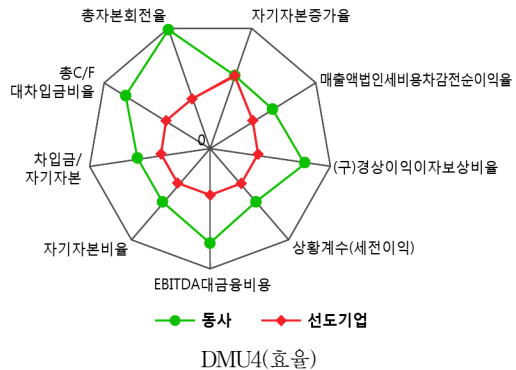 총자본회전율
자기자본증가율
총C/F
대차입금비율
매출액법인세비용차감전순이익율
0
차입금/
자기자본
(구)경상이익이자보상비율
자기자본비율
상황계수(세전이익)
EBITDA대금융비용
동사
선도기업
DMU4(효율)